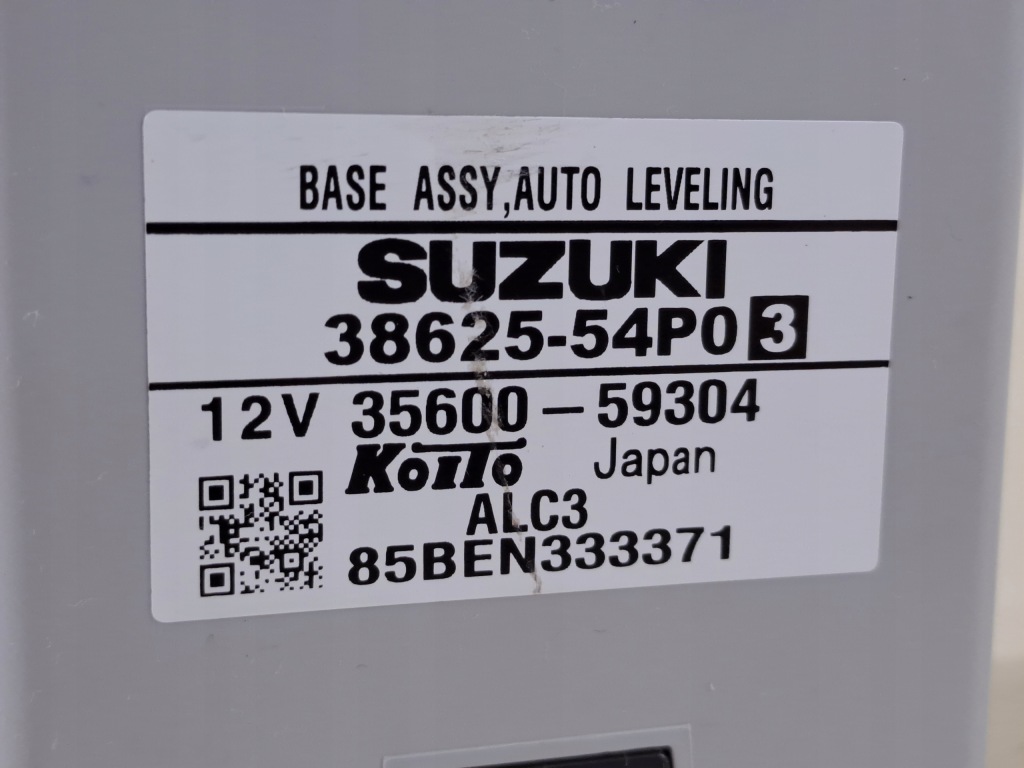 BASE ASSY,AUTO LEVELING
SUZUKI
38625-54P0 3
12V 35600-59304
KOITO Japan
ALC3
85BEN333371